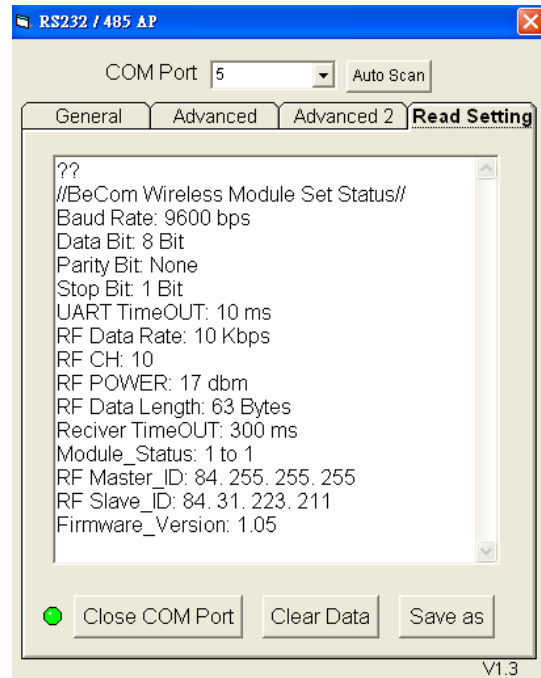 RS232 / 485 AP
COM Port 5 Auto Scan
General Advanced Advanced 2 Read Setting
??
//BeCom Wireless Module Set Status//
Baud Rate: 9600 bps
Data Bit: 8 Bit
Parity Bit: None
Stop Bit: 1 Bit
UART TimeOUT: 10 ms
RF Data Rate: 10 Kbps
RF CH: 10
RF POWER: 17 dbm
RF Data Length: 63 Bytes
Reciver TimeOUT: 300 ms
Module_Status: 1 to 1
RF Master_ID: 84. 255. 255. 255
RF Slave_ID: 84. 31. 223. 211
Firmware_Version: 1.05
Close COM Port Clear Data Save as
V1.3